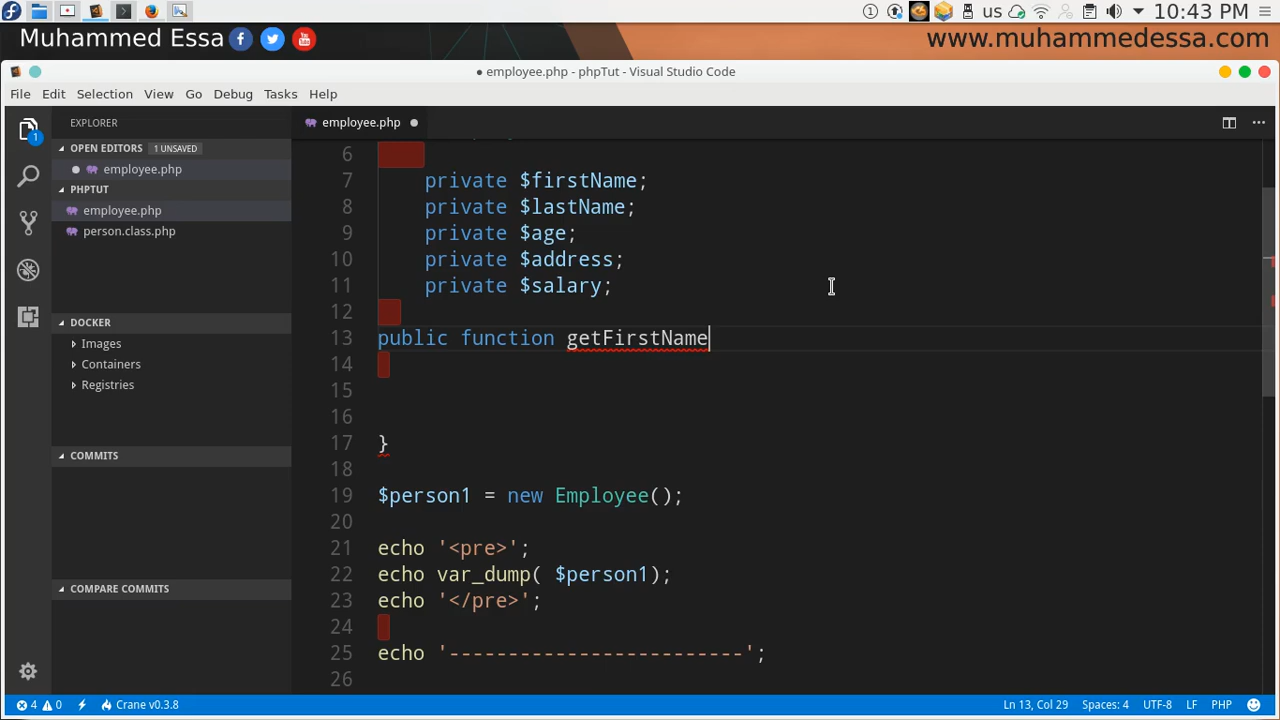 us
10:43 PM
Muhammed Essa
www.muhammedessa.com
● employee.php - phpTut - Visual Studio Code
File Edit Selection View Go Debug Tasks Help
EXPLORER
employee.php
OPEN EDITORS 1 UNSAVED
employee.php
PHPTUT
employee.php
person.class.php
DOCKER
Images
Containers
Registries
COMMITS
COMPARE COMMITS
6
7 private $firstName;
8 private $lastName;
9 private $age;
10 private $address;
11 private $salary;
12
13 public function getFirstName
14
15
16
17 }
18
19 $person1 = new Employee();
20
21 echo '<pre>';
22 echo var_dump( $person1);
23 echo '</pre>';
24
25 echo '-------------------------';
26
4 0 Crane v0.3.8 Ln 13, Col 29 Spaces: 4 UTF-8 LF PHP